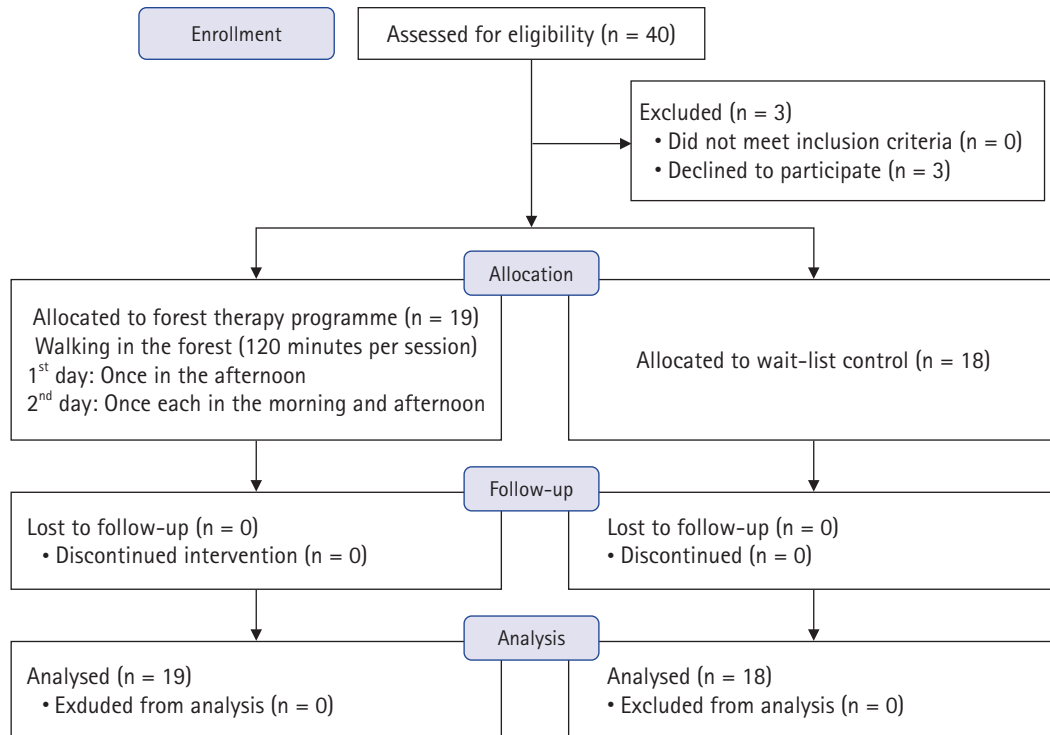 Enrollment
Assessed for eligibility (n = 40)
Excluded (n = 3)
• Did not meet inclusion criteria (n = 0)
• Declined to participate (n = 3)
Allocation
Allocated to forest therapy programme (n = 19)
Walking in the forest (120 minutes per session)
1st day: Once in the afternoon
2nd day: Once each in the morning and afternoon
Allocated to wait-list control (n = 18)
Follow-up
Lost to follow-up (n = 0)
• Discontinued intervention (n = 0)
Lost to follow-up (n = 0)
• Discontinued (n = 0)
Analysis
Analysed (n = 19)
• Exduded from analysis (n = 0)
Analysed (n = 18)
• Excluded from analysis (n = 0)